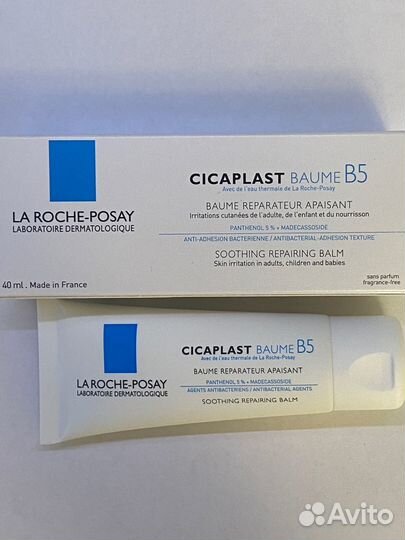 CICAPLAST BAUME B5
Avec de l'eau thermale de La Roche-Posay
BAUME REPARATEUR APAISANT
Irritations cutanées de l'adulte, de l'enfant et du nourrisson
PANTHENOL 5 % + MADECASSOSIDE
ANTI-ADHESION BACTERIENNE / ANTIBACTERIAL-ADHESION TEXTURE
SOOTHING REPAIRING BALM
Skin irritation in adults, children and babies
LA ROCHE-POSAY
LABORATOIRE DERMATOLOGIQUE
40 ml. Made in France
sans parfum
fragrance-free
CICAPLAST BAUME B5
Avec de l'eau thermale de La Roche-Posay
BAUME REPARATEUR APAISANT
PANTHENOL 5 % + MADECASSOSIDE
AGENTS ANTIBACTERIENS / ANTIBACTERIAL AGENTS
SOOTHING REPAIRING BALM
LA ROCHE-POSAY
LABORATOIRE DERMATOLOGIQUE
Avito